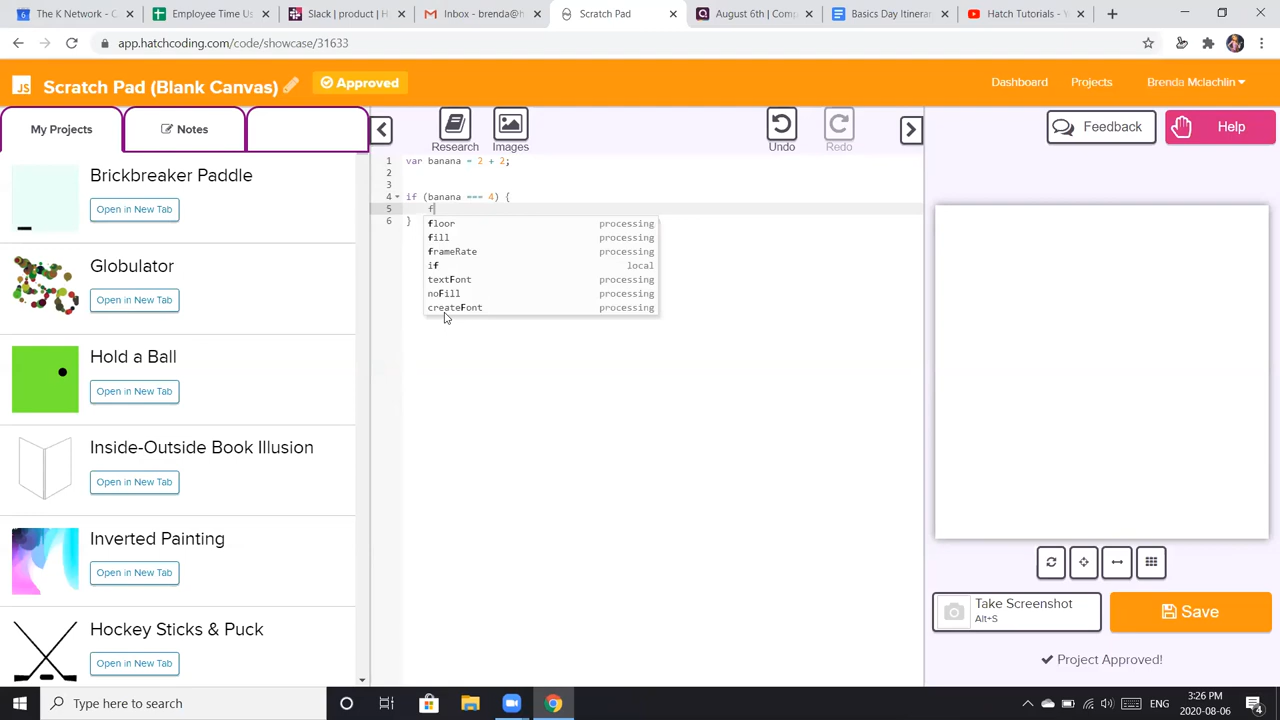 The K Network - Cal
Employee Time Us
Slack | product | H
Inbox - brenda@h
Scratch Pad
August 6th | Comp
Basics Day Itinerar
Hatch Tutorials - Y
app.hatchcoding.com/code/showcase/31633
JS Scratch Pad (Blank Canvas) Approved
Dashboard Projects Brenda Mclachlin
My Projects Notes
Research Images Undo Redo
Feedback Help
Brickbreaker Paddle
Open in New Tab
Globulator
Open in New Tab
Hold a Ball
Open in New Tab
Inside-Outside Book Illusion
Open in New Tab
Inverted Painting
Open in New Tab
Hockey Sticks & Puck
Open in New Tab
1 var banana = 2 + 2;
2
3
4 if (banana === 4) {
5 f
6 }
floor processing
fill processing
frameRate processing
if local
textFont processing
noFill processing
createFont processing
Take Screenshot
Alt+S
Save
Project Approved!
Type here to search
ENG
3:26 PM
2020-08-06
4